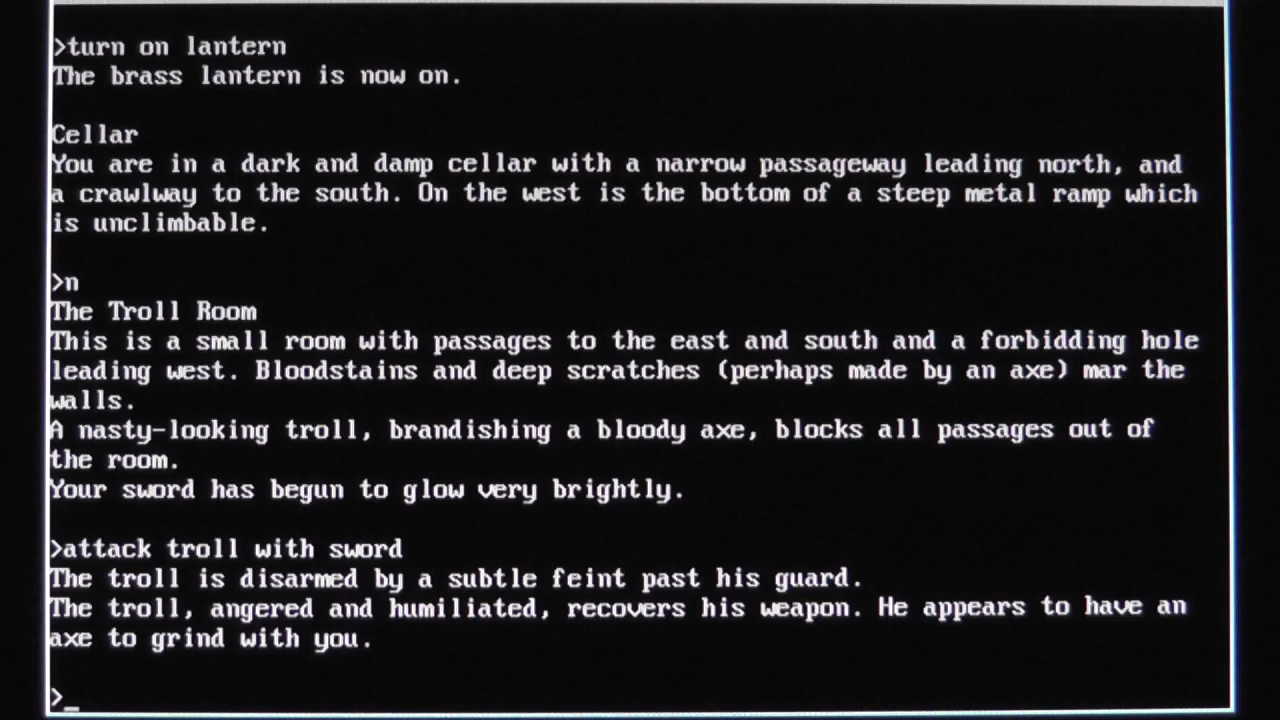 >turn on lantern
The brass lantern is now on.
Cellar
You are in a dark and damp cellar with a narrow passageway leading north, and
a crawlway to the south. On the west is the bottom of a steep metal ramp which
is unclimbable.
>n
The Troll Room
This is a small room with passages to the east and south and a forbidding hole
leading west. Bloodstains and deep scratches (perhaps made by an axe) mar the
walls.
A nasty-looking troll, brandishing a bloody axe, blocks all passages out of
the room.
Your sword has begun to glow very brightly.
>attack troll with sword
The troll is disarmed by a subtle feint past his guard.
The troll, angered and humiliated, recovers his weapon. He appears to have an
axe to grind with you.
>_